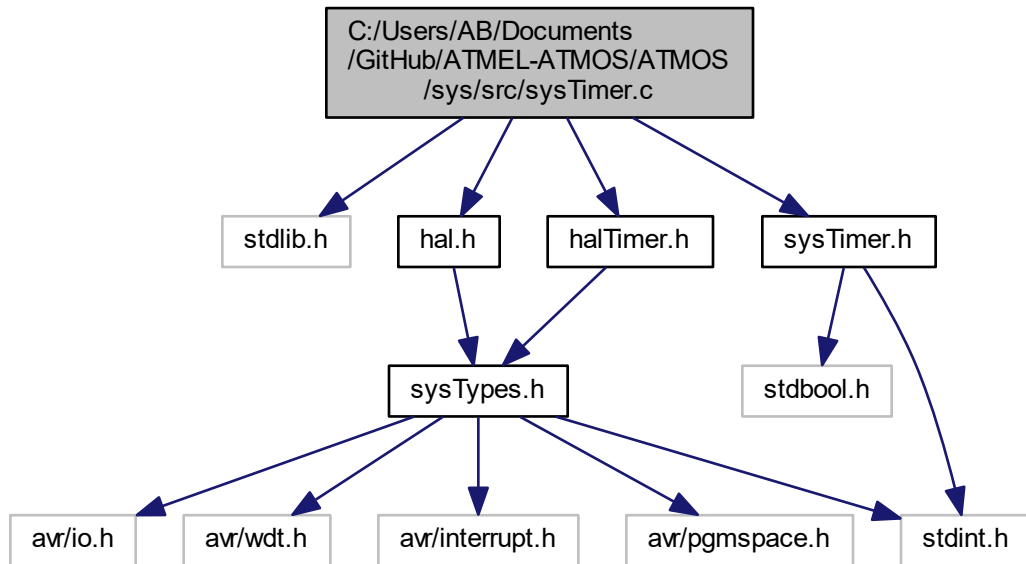 C:/Users/AB/Documents
/GitHub/ATMEL-ATMOS/ATMOS
/sys/src/sysTimer.c
stdlib.h
hal.h
halTimer.h
sysTimer.h
sysTypes.h
stdbool.h
avr/io.h
avr/wdt.h
avr/interrupt.h
avr/pgmspace.h
stdint.h